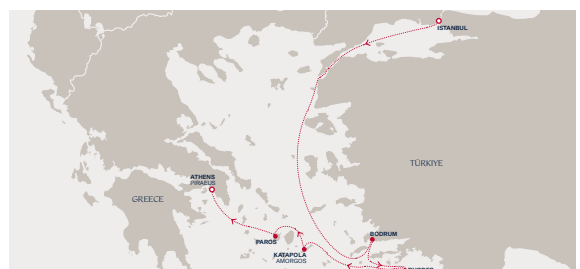 ISTANBUL
TÜRKIYE
ATHENS
PIRAEUS
GREECE
BODRUM
PAROS
KATAPOLA
AMORGOS